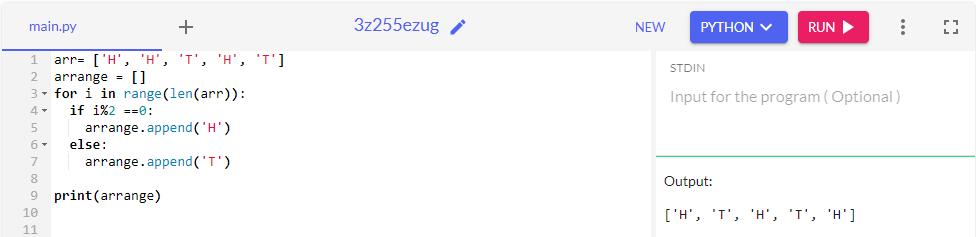 main.py + 3z255ezug NEW PYTHON RUN
1 arr= ['H', 'H', 'T', 'H', 'T']
2 arrange = []
3 for i in range(len(arr)):
4   if i%2 ==0:
5     arrange.append('H')
6   else:
7     arrange.append('T')
8
9 print(arrange)
10
11
STDIN
Input for the program ( Optional )
Output:
['H', 'T', 'H', 'T', 'H']